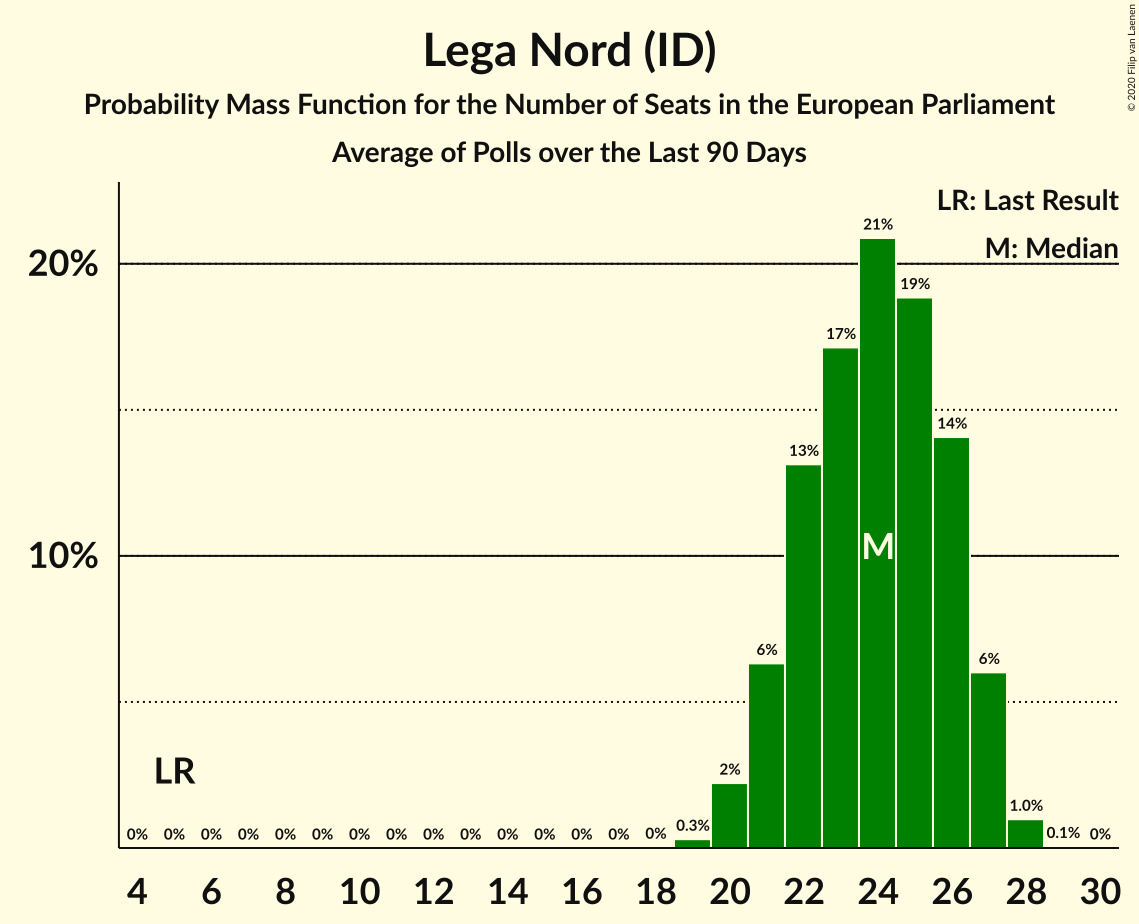 Lega Nord (ID)
Probability Mass Function for the Number of Seats in the European Parliament
Average of Polls over the Last 90 Days
© 2020 Filip van Laenen
LR: Last Result
M: Median
20%
10%
21%
19%
17%
14%
13%
M
6%
6%
LR
2%
1.0%
0% 0% 0% 0% 0% 0% 0% 0% 0% 0% 0% 0% 0% 0% 0% 0.3% 0.1% 0%
4 6 8 10 12 14 16 18 20 22 24 26 28 30